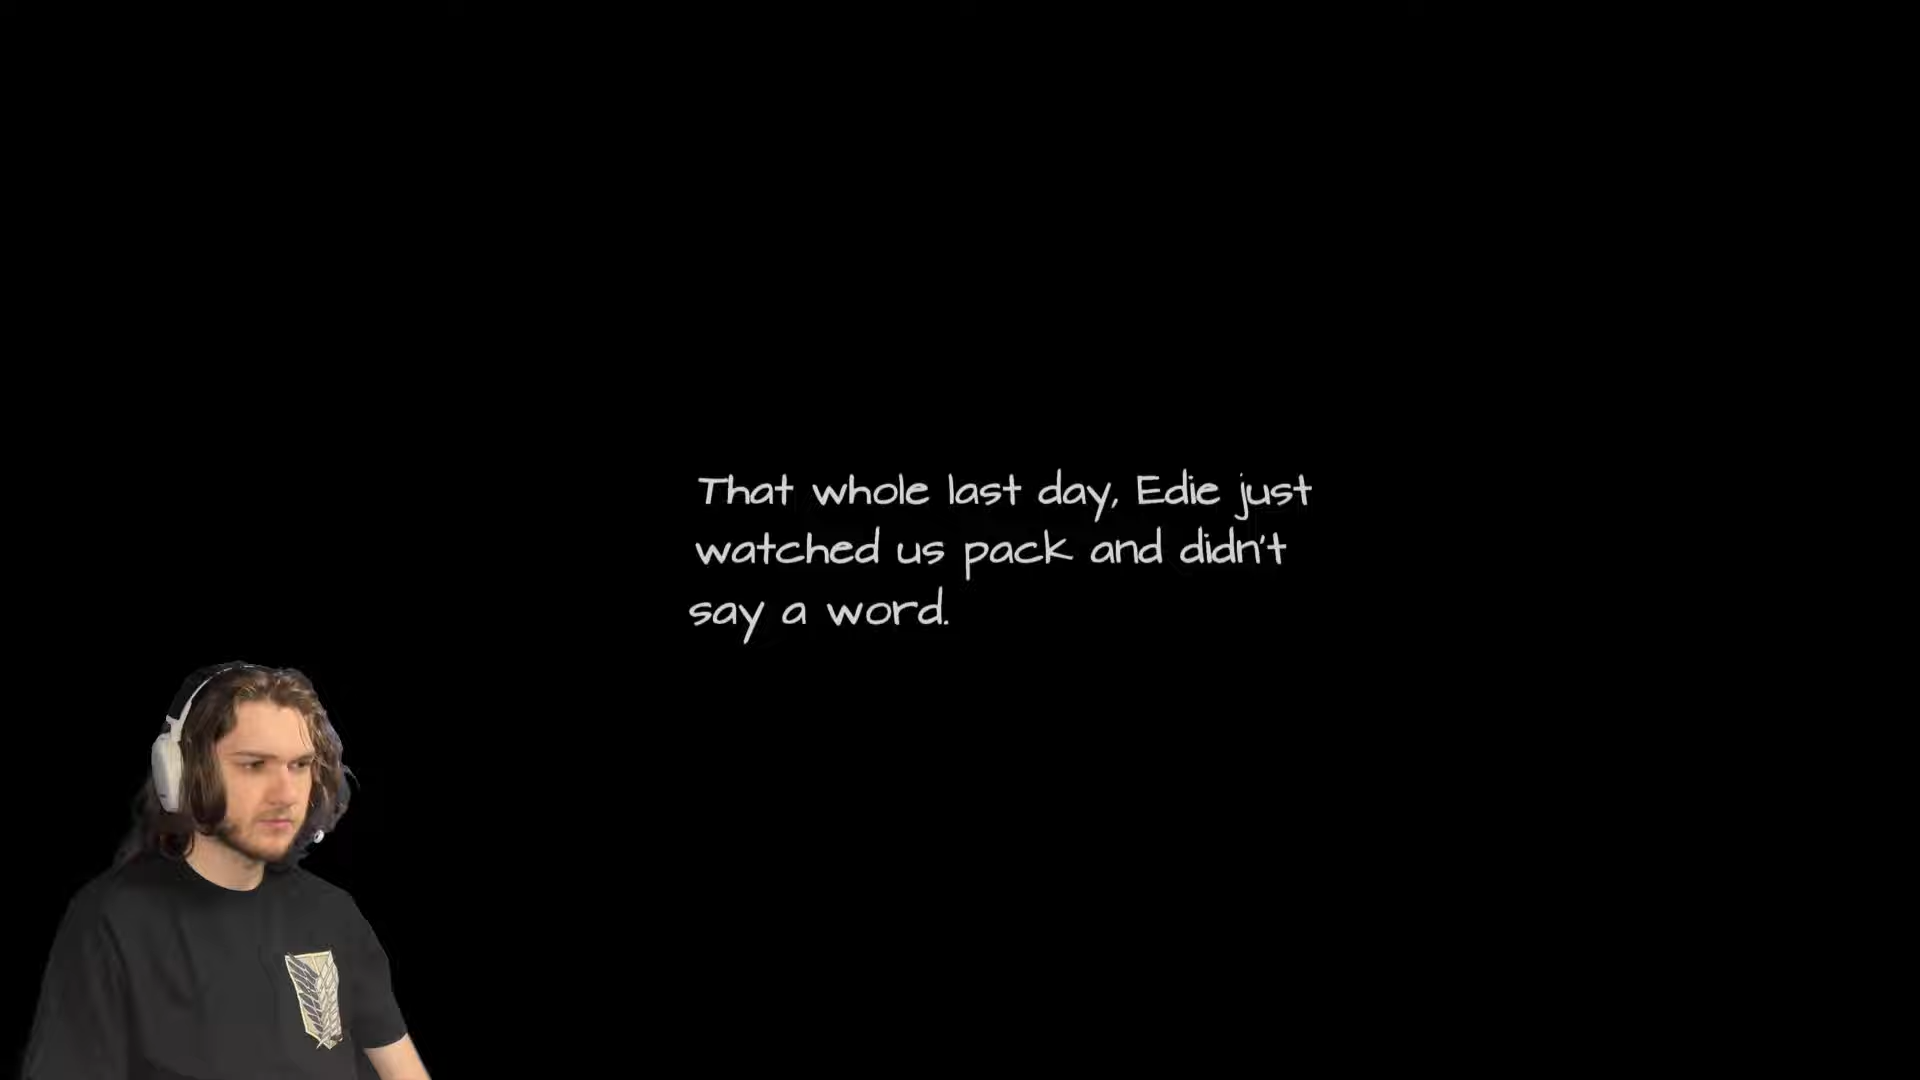 That whole last day, Edie just
watched us pack and didn't
say a word.